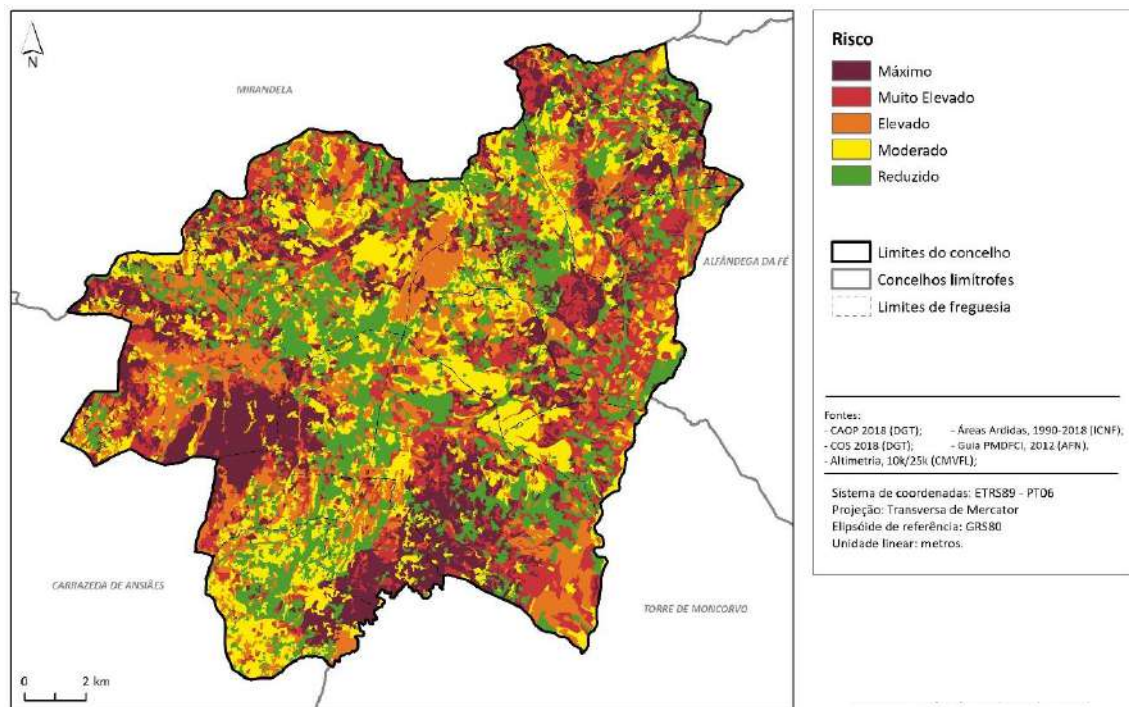 N
MIRANDELA
ALFÂNDEGA DA FÉ
CARRAZEDA DE ANSIÃES
TORRE DE MONCORVO
0 2 km
Risco
Máximo
Muito Elevado
Elevado
Moderado
Reduzido
Limites do concelho
Concelhos limítrofes
Limites de freguesia
Fontes:
- CAOP 2018 (DGT); - Áreas Ardidas, 1990-2018 (ICNF),
- COS 2018 (DGT); - Guia PMDFCI, 2012 (AFN).
- Altimetria, 10k/25k (CMVFL);
Sistema de coordenadas: ETRS89 - PT06
Projeção: Transversa de Mercator
Elipsóide de referência: GRS80
Unidade linear: metros.